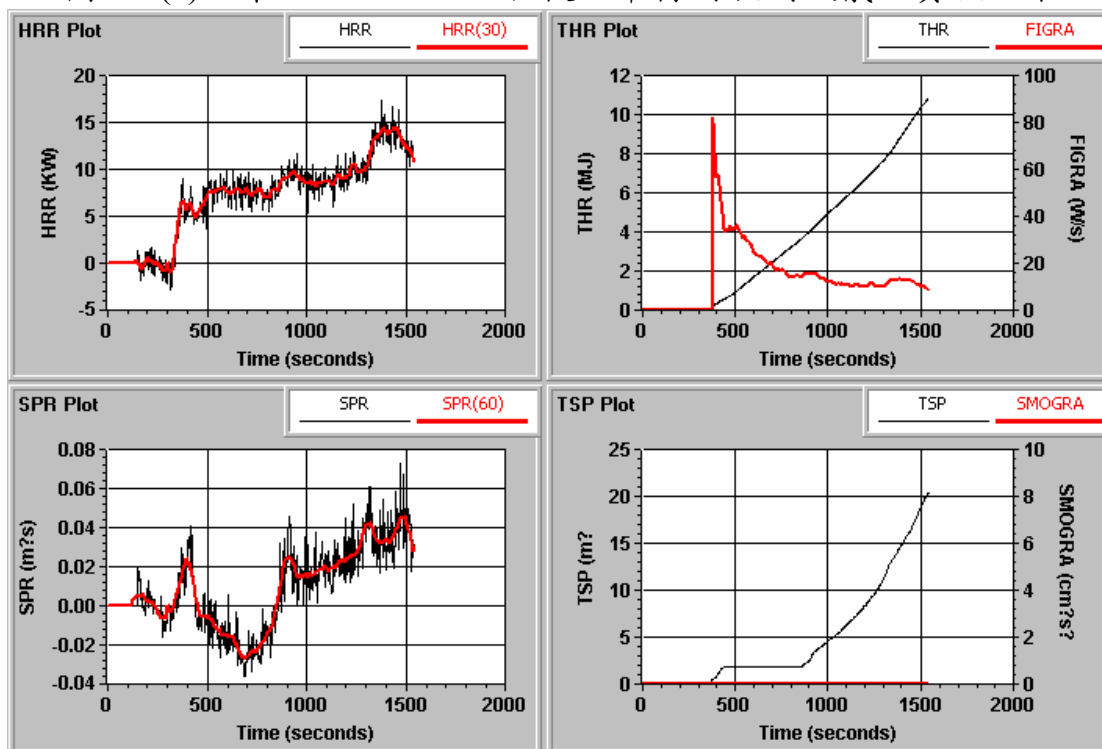 HRR Plot
HRR HRR(30)
HRR (KW)
20
15
10
5
0
-5
0 500 1000 1500 2000
Time (seconds)
THR Plot
THR FIGRA
THR (MJ)
12
10
8
6
4
2
0
100
80
60
40
20
0
FIGRA (W/s)
0 500 1000 1500 2000
Time (seconds)
SPR Plot
SPR SPR(60)
SPR (m?s)
0.08
0.06
0.04
0.02
0.00
-0.02
-0.04
0 500 1000 1500 2000
Time (seconds)
TSP Plot
TSP SMOGRA
TSP (m?
25
20
15
10
5
0
10
8
6
4
2
0
SMOGRA (cm?s?
0 500 1000 1500 2000
Time (seconds)